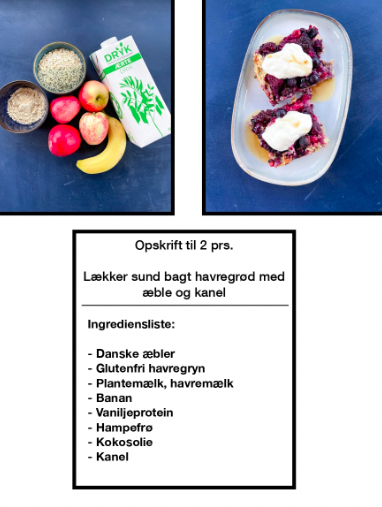 DRYK
ÆRTE
Opskrift til 2 prs.
Lækker sund bagt havregrød med
æble og kanel
Ingrediensliste:
- Danske æbler
- Glutenfri havregryn
- Plantemælk, havremælk
- Banan
- Vaniljeprotein
- Hampefrø
- Kokosolie
- Kanel